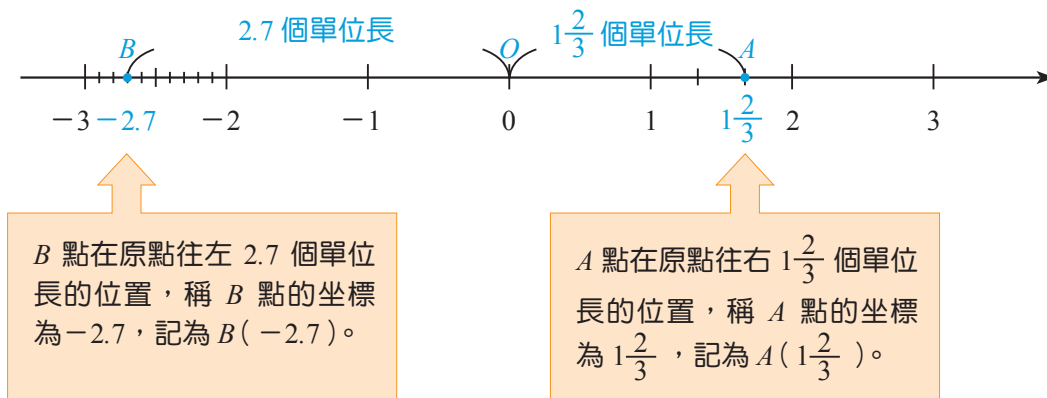 2.7 個單位長 1 2/3 個單位長
B O A
−3 −2.7 −2 −1 0 1 1 2/3 2 3
B 點在原點往左 2.7 個單位
長的位置，稱 B 點的坐標
為−2.7，記為 B（−2.7）。
A 點在原點往右 1 2/3 個單位
長的位置，稱 A 點的坐標
為 1 2/3 ，記為 A（1 2/3 ）。